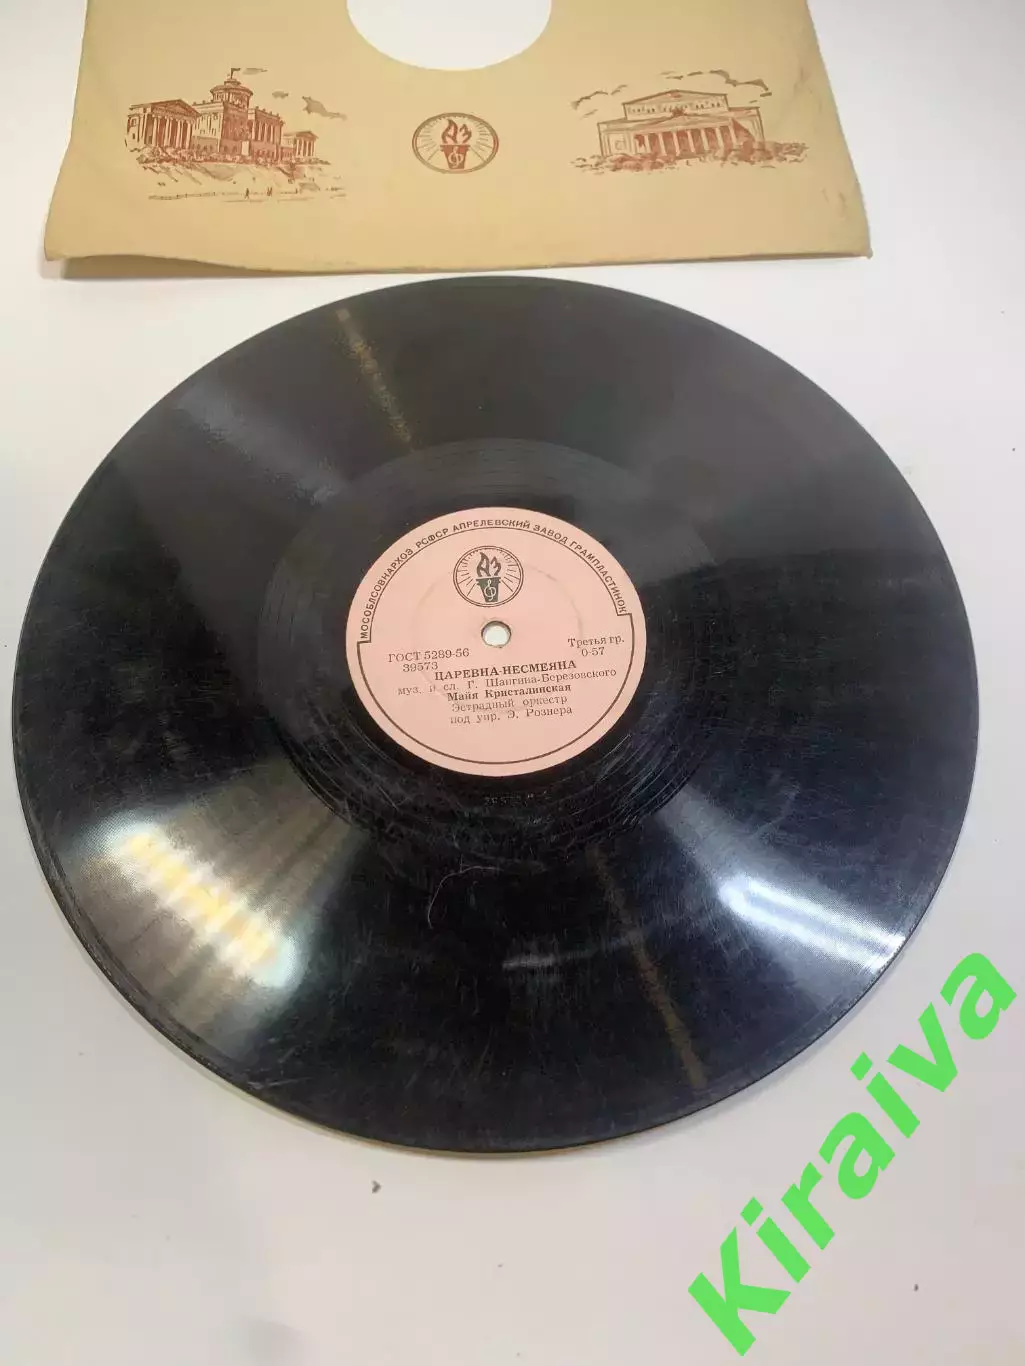 МОСОБЛСОВНАРХОЗ РСФСР АПРЕЛЕВСКИЙ ЗАВОД ГРАМПЛАСТИНОК
ГОСТ 5289-56 Третья гр.
39573 0-57
ЦАРЕВНА-НЕСМЕЯНА
муз. и сл. Г. Шангина-Березовского
Майя Кристалинская
Эстрадный оркестр
под упр. Э. Рознера
Kiraiva